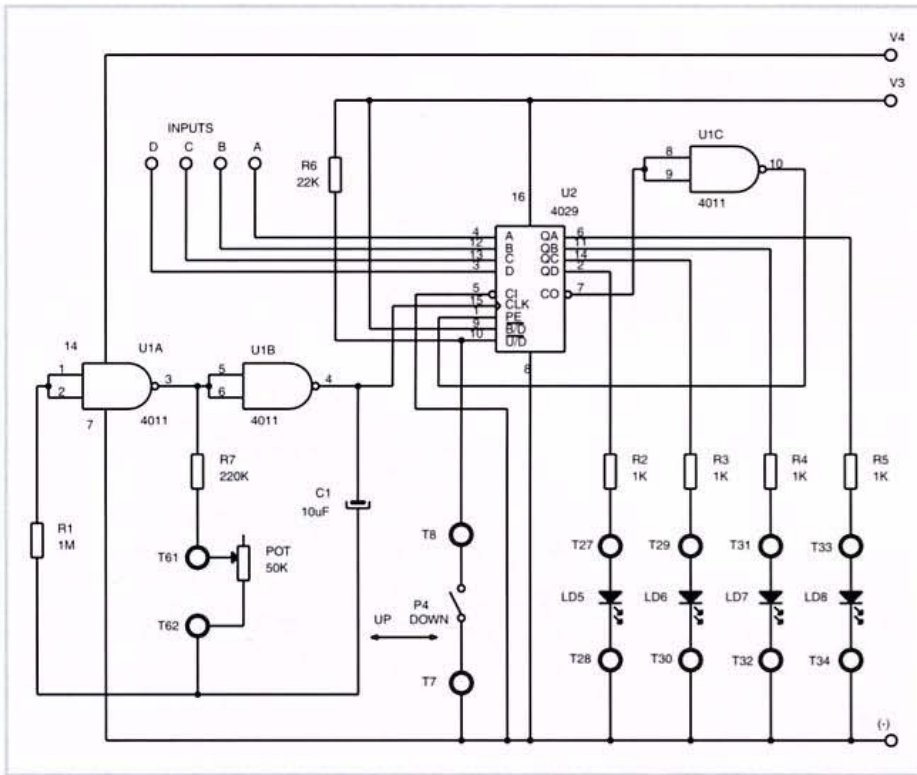 V4
V3
INPUTS
D C B A
R6
22K
U1C
8
9
10
4011
16
U2
4029
4 A QA 6
12 B QB 11
13 C QC 14
3 D QD 2
5 CI CO 7
15 CLK
1 PE
9 B/D
10 U/D
8
14
U1A
1
2
3
7
4011
U1B
5
6
4
4011
R7
220K
C1
10uF
R1
1M
T61
POT
50K
T62
T8
P4
UP DOWN
T7
R2
1K
R3
1K
R4
1K
R5
1K
T27
T29
T31
T33
LD5
LD6
LD7
LD8
T28
T30
T32
T34
(-)